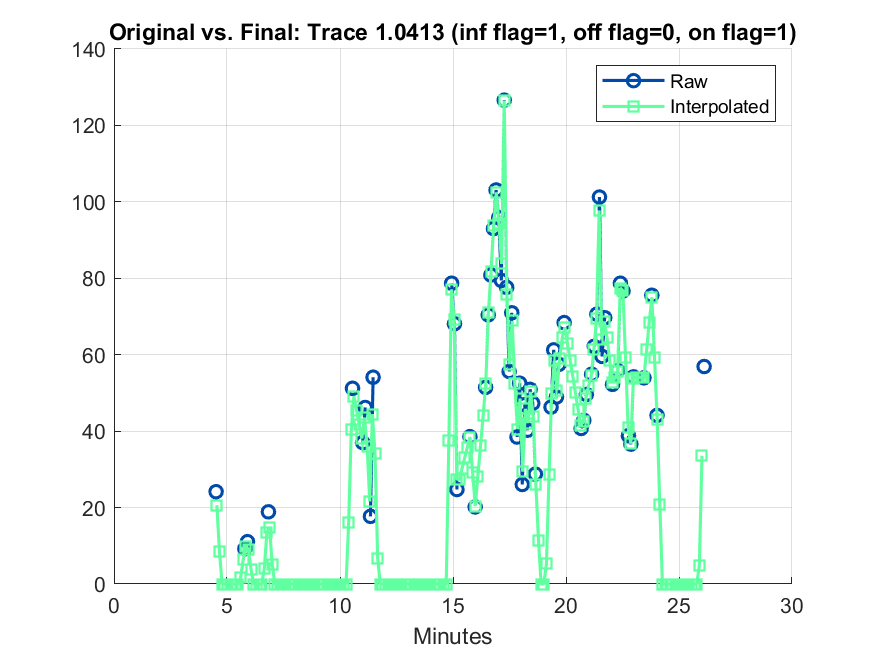 Original vs. Final: Trace 1.0413 (inf flag=1, off flag=0, on flag=1)
140
120
100
80
60
40
20
0
Raw
Interpolated
0 5 10 15 20 25 30
Minutes